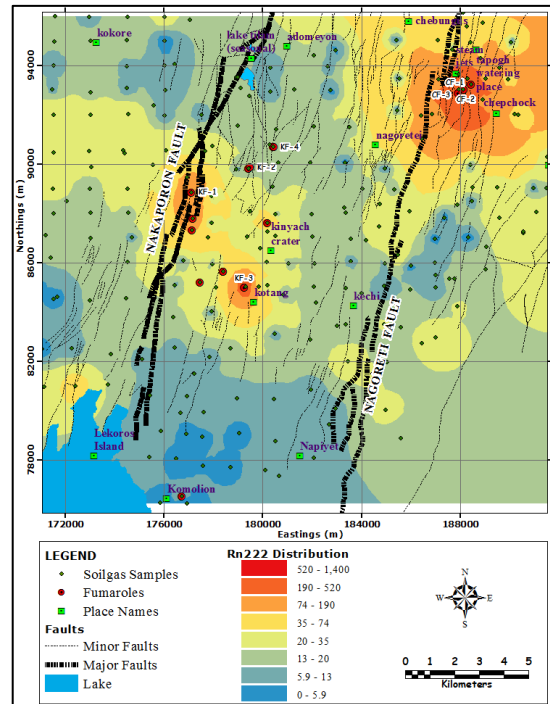 kokore
lake Tilam
(seasonal)
adomeyon
chebungus
steam
jets
tapogh
watering
place
CF-1
CF-3
CF-2
chepchock
nagoreteı
KF-4
KF-2
KF-1
NAKAPORON FAULT
kinyach
crater
KF-3
kotang
kechi
NAGORETI FAULT
Lekoros
Island
Napiyet
Komolion
94000
90000
86000
82000
78000
Northings (m)
172000 176000 180000 184000 188000
Eastings (m)
LEGEND
Soilgas Samples
Fumaroles
Place Names
Faults
Minor Faults
Major Faults
Lake
Rn222 Distribution
520 - 1,400
190 - 520
74 - 190
35 - 74
20 - 35
13 - 20
5.9 - 13
0 - 5.9
N
W E
S
0 1 2 3 4 5
Kilometers